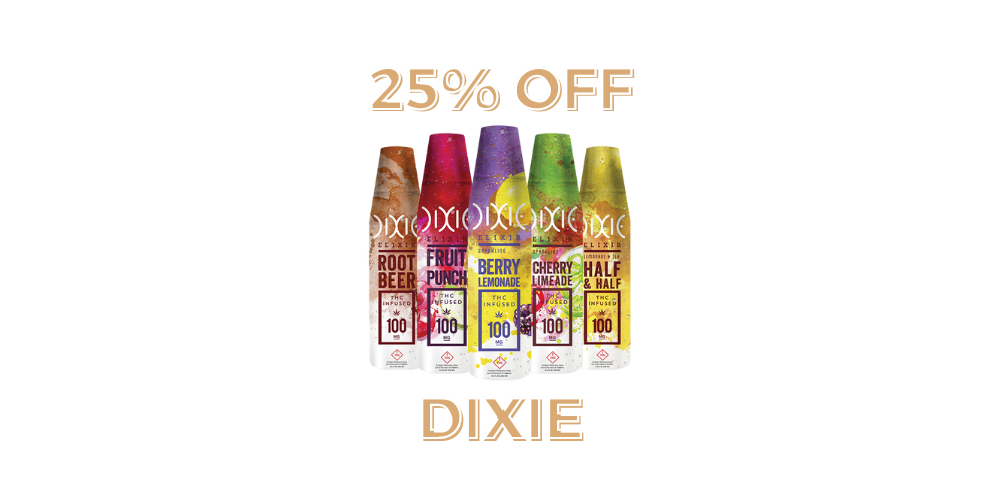 25% OFF
DIXIE
ELIXIR
ROOT
BEER
THC
INFUSED
100
MG
DIXIE
ELIXIR
FRUIT
PUNCH
THC
INFUSED
100
MG
DIXIE
ELIXIR
SPARKLING
BERRY
LEMONADE
THC
INFUSED
100
MG
DIXIE
ELIXIR
SPARKLING
CHERRY
LIMEADE
THC
INFUSED
100
MG
DIXIE
ELIXIR
LEMONADE + TEA
HALF
& HALF
THC
INFUSED
100
MG
DIXIE